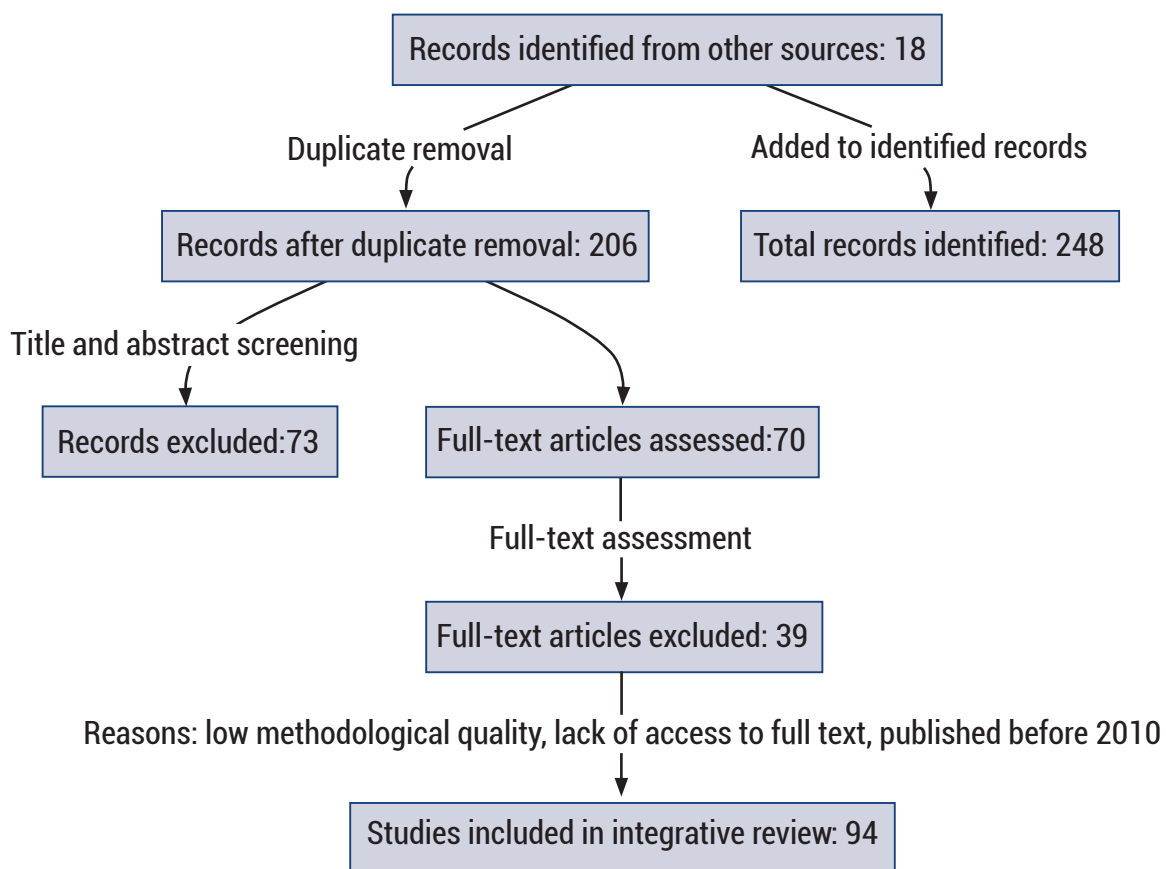 Records identified from other sources: 18
Duplicate removal
Added to identified records
Records after duplicate removal: 206
Total records identified: 248
Title and abstract screening
Records excluded:73
Full-text articles assessed:70
Full-text assessment
Full-text articles excluded: 39
Reasons: low methodological quality, lack of access to full text, published before 2010
Studies included in integrative review: 94